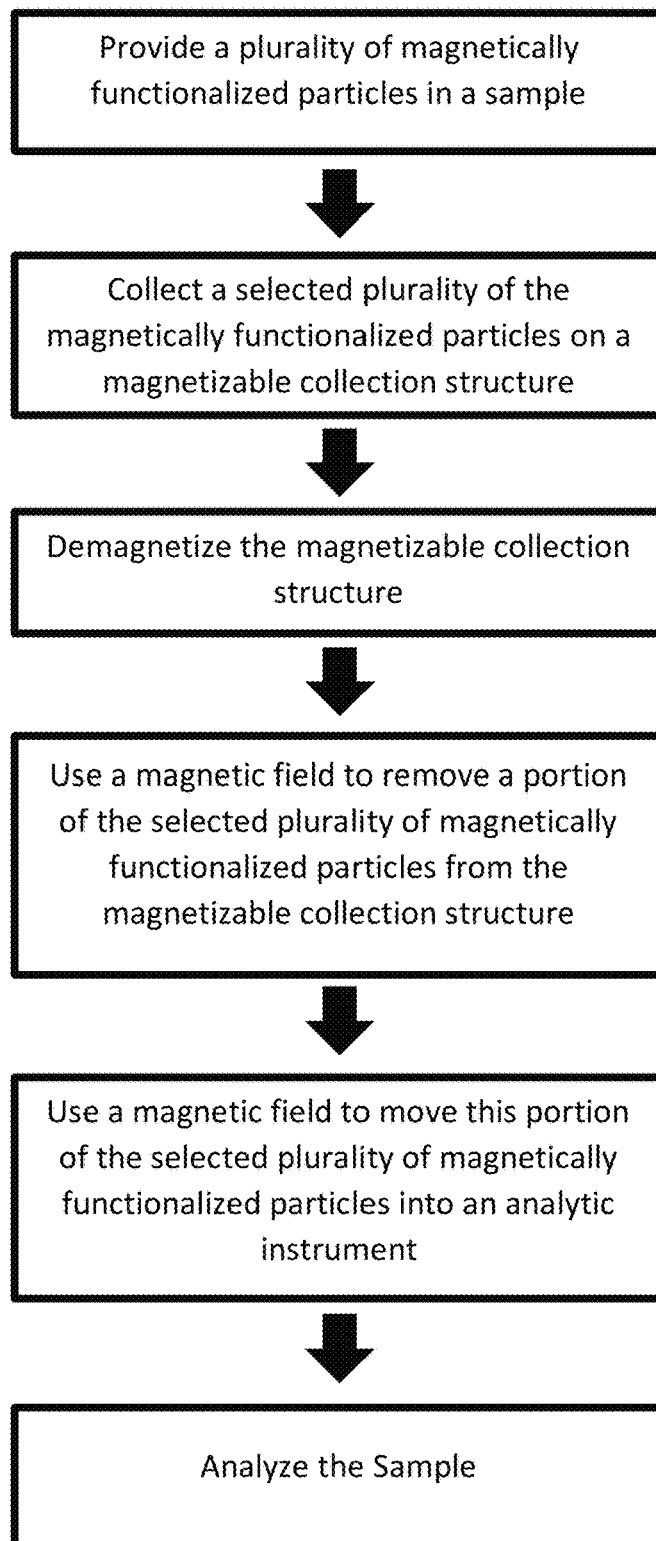 Provide a plurality of magnetically
functionalized particles in a sample
Collect a selected plurality of the
magnetically functionalized particles on a
magnetizable collection structure
Demagnetize the magnetizable collection
structure
Use a magnetic field to remove a portion
of the selected plurality of magnetically
functionalized particles from the
magnetizable collection structure
Use a magnetic field to move this portion
of the selected plurality of magnetically
functionalized particles into an analytic
instrument
Analyze the Sample